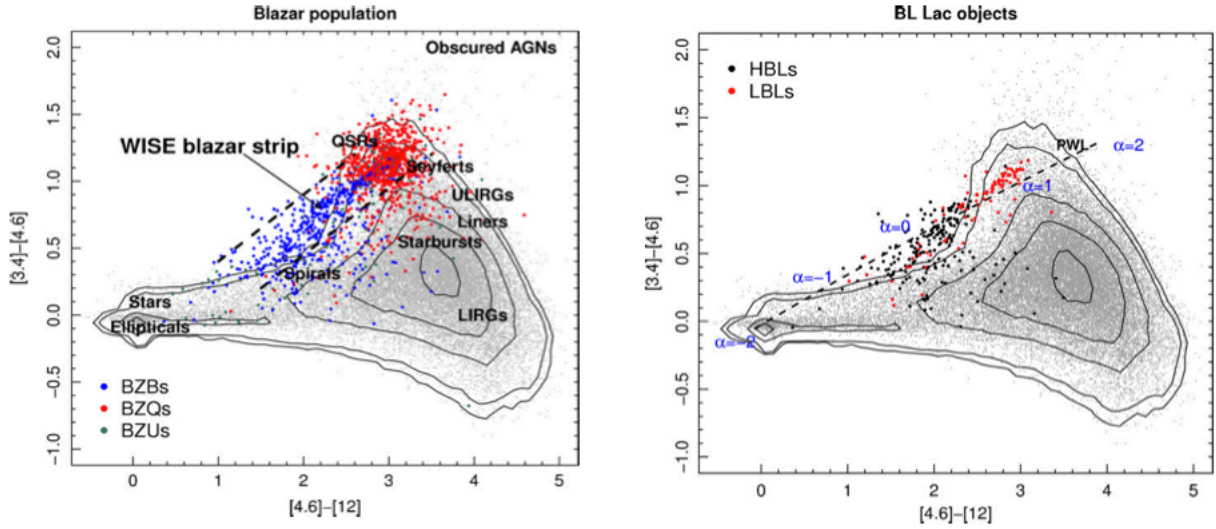 Blazar population
Obscured AGNs
WISE blazar strip
QSRs
Seyferts
ULIRGs
Liners
Starbursts
Spirals
Stars
Ellipticals
LIRGs
BZBs
BZQs
BZUs
[3.4]−[4.6]
2.0
1.5
1.0
0.5
0.0
−0.5
−1.0
0 1 2 3 4 5
[4.6]−[12]
BL Lac objects
HBLs
LBLs
PWL
α=2
α=1
α=0
α=−1
α=−2
[3.4]−[4.6]
2.0
1.5
1.0
0.5
0.0
−0.5
−1.0
0 1 2 3 4 5
[4.6]−[12]